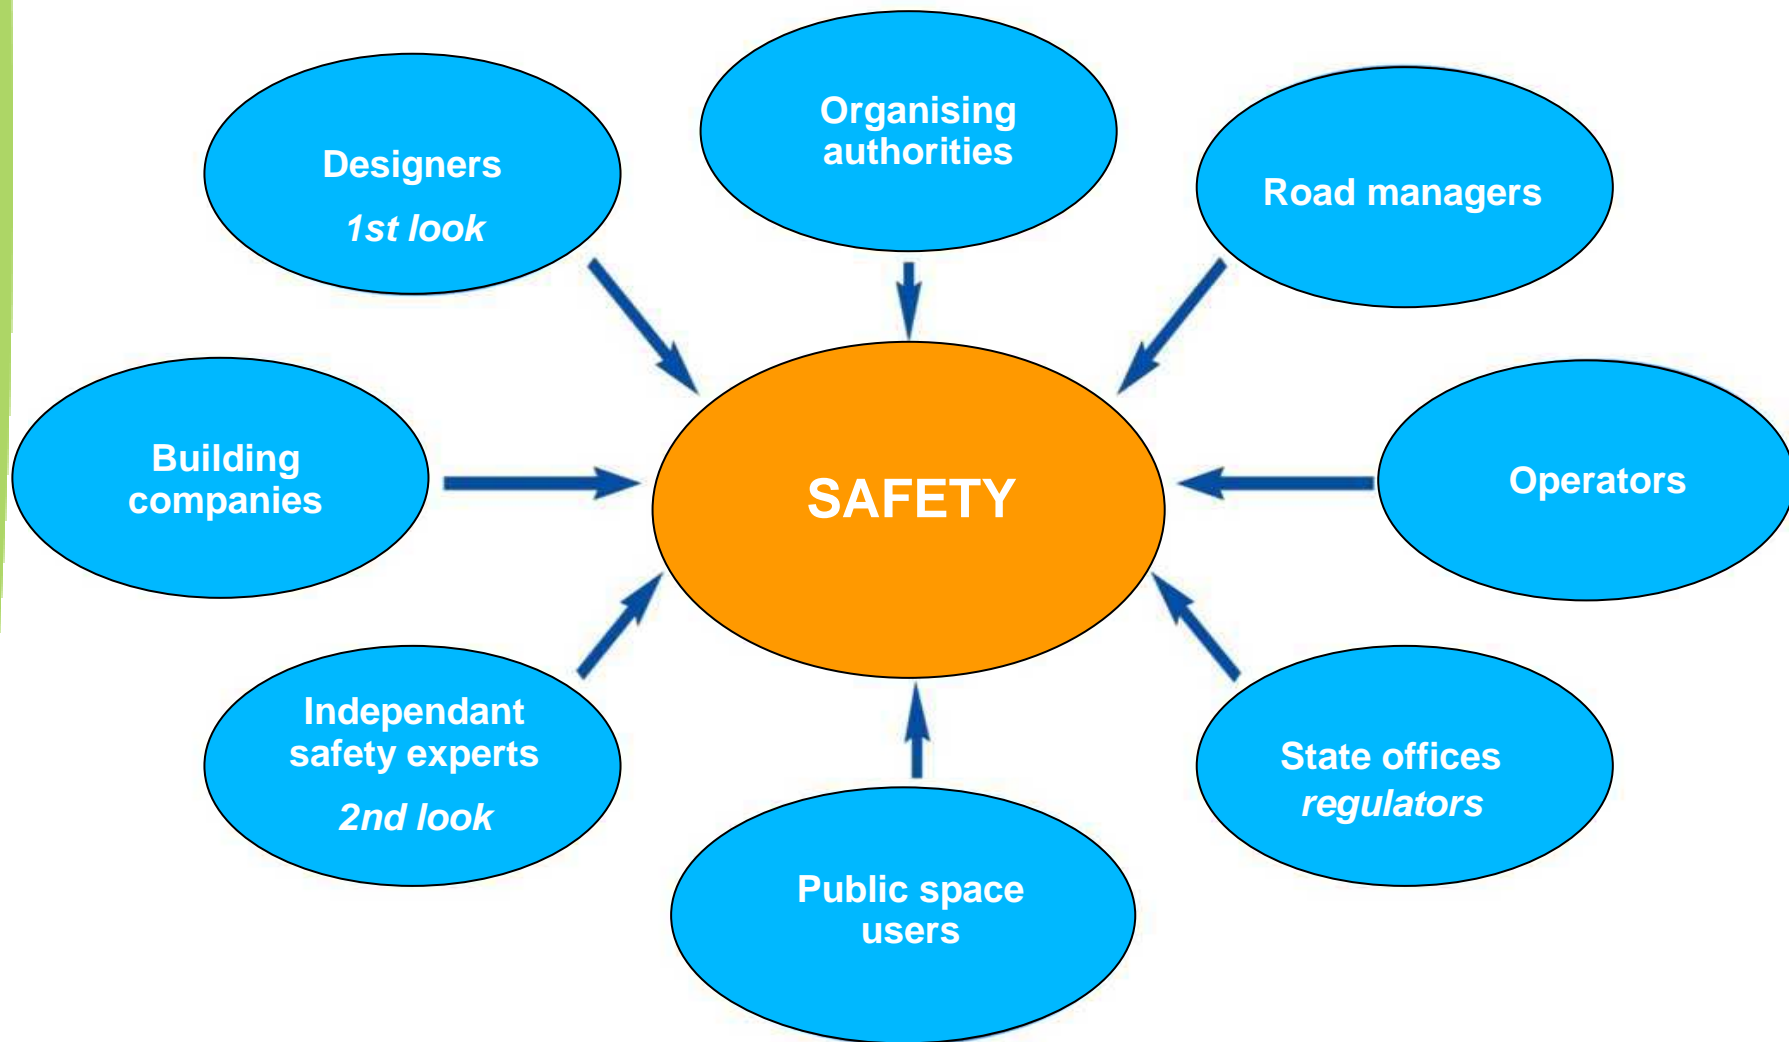 Organising
authorities
Designers
1st look
Road managers
Building
companies
SAFETY
Operators
Independant
safety experts
2nd look
State offices
regulators
Public space
users